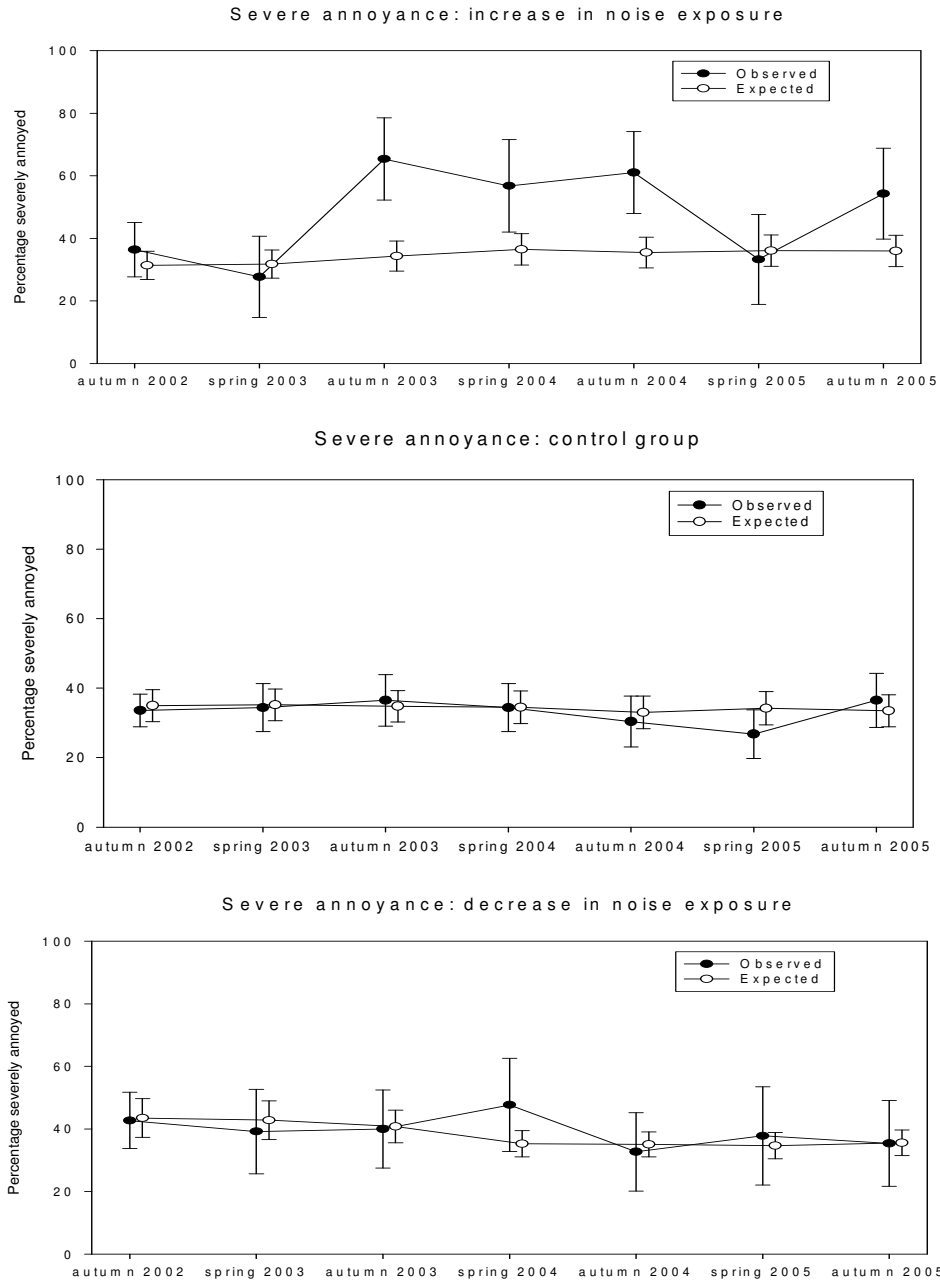 Severe annoyance: increase in noise exposure
100
Observed
Expected
80
60
40
20
0
Percentage severely annoyed
autumn 2002 spring 2003 autumn 2003 spring 2004 autumn 2004 spring 2005 autumn 2005
Severe annoyance: control group
100
Observed
Expected
80
60
40
20
0
Percentage severely annoyed
autumn 2002 spring 2003 autumn 2003 spring 2004 autumn 2004 spring 2005 autumn 2005
Severe annoyance: decrease in noise exposure
100
Observed
Expected
80
60
40
20
0
Percentage severely annoyed
autumn 2002 spring 2003 autumn 2003 spring 2004 autumn 2004 spring 2005 autumn 2005